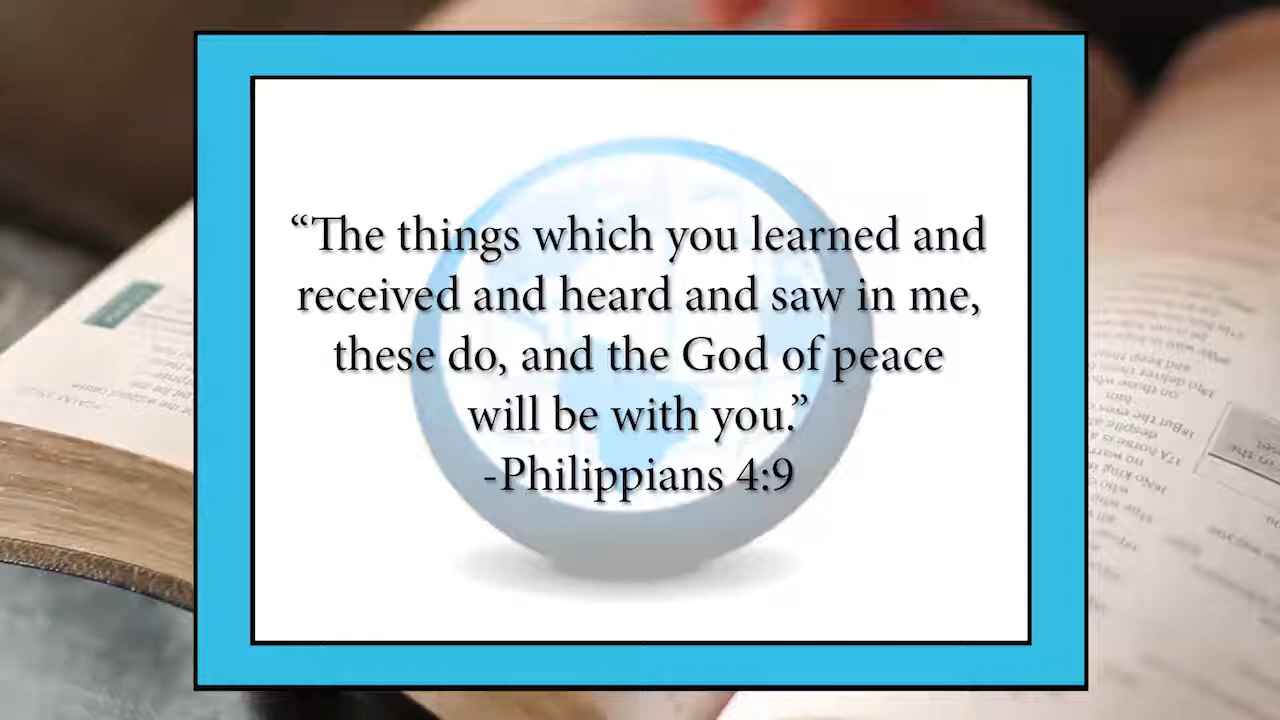 “The things which you learned and
received and heard and saw in me,
these do, and the God of peace
will be with you.”
-Philippians 4:9